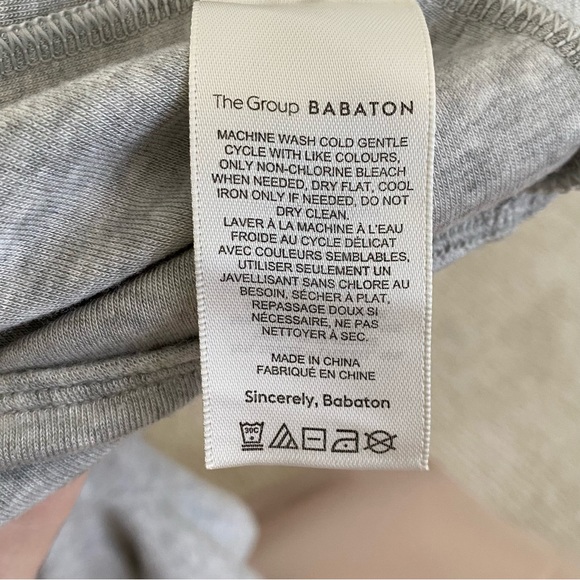 The Group BABATON
MACHINE WASH COLD GENTLE
CYCLE WITH LIKE COLOURS,
ONLY NON-CHLORINE BLEACH
WHEN NEEDED, DRY FLAT, COOL
IRON ONLY IF NEEDED, DO NOT
DRY CLEAN.
LAVER À LA MACHINE À L'EAU
FROIDE AU CYCLE DÉLICAT
AVEC COULEURS SEMBLABLES,
UTILISER SEULEMENT UN
JAVELLISANT SANS CHLORE AU
BESOIN, SÉCHER À PLAT,
REPASSAGE DOUX SI
NÉCESSAIRE, NE PAS
NETTOYER À SEC.
MADE IN CHINA
FABRIQUÉ EN CHINE
Sincerely, Babaton
30C